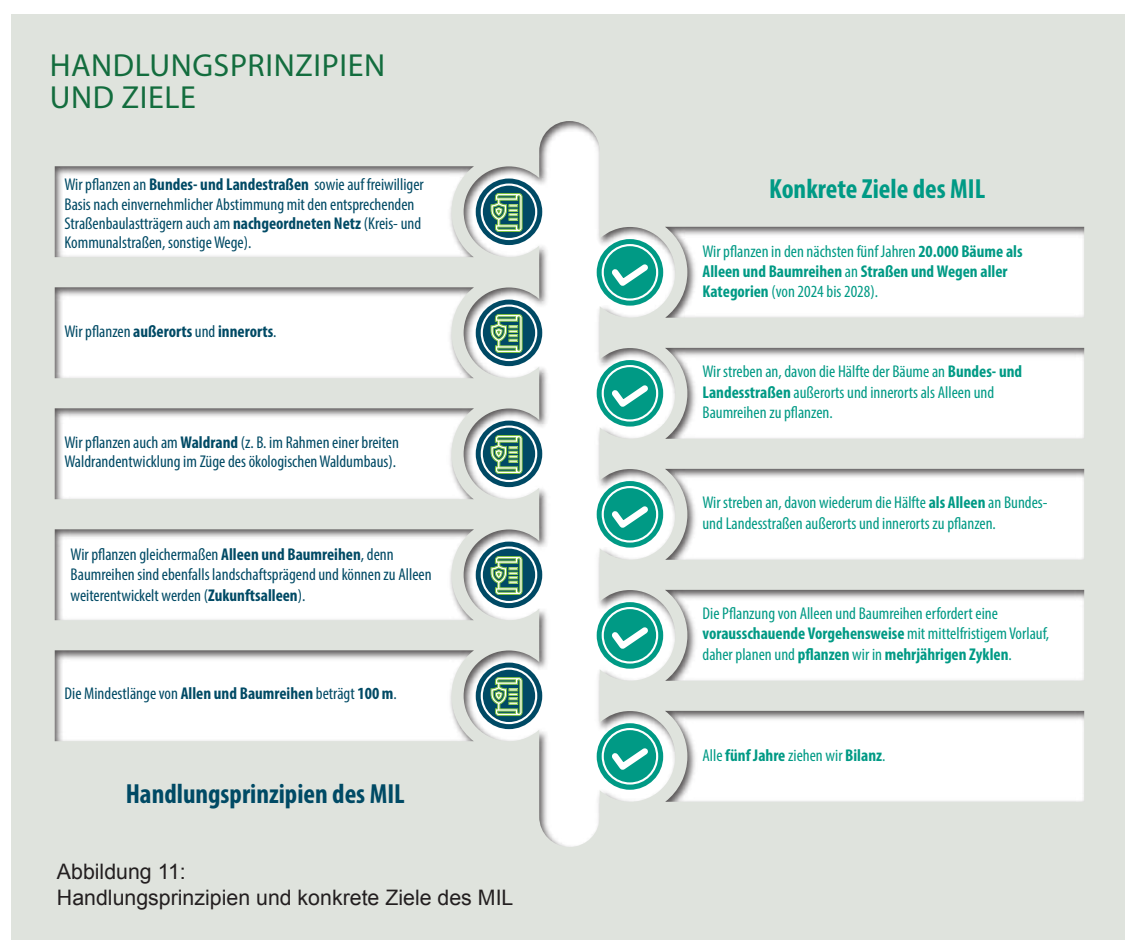 HANDLUNGSPRINZIPIEN
UND ZIELE
Wir pflanzen an Bundes- und Landestraßen sowie auf freiwilliger
Basis nach einvernehmlicher Abstimmung mit den entsprechenden
Straßenbaulastträgern auch am nachgeordneten Netz (Kreis- und
Kommunalstraßen, sonstige Wege).
Wir pflanzen außerorts und innerorts.
Wir pflanzen auch am Waldrand (z. B. im Rahmen einer breiten
Waldrandentwicklung im Züge des ökologischen Waldumbaus).
Wir pflanzen gleichermaßen Alleen und Baumreihen, denn
Baumreihen sind ebenfalls landschaftsprägend und können zu Alleen
weiterentwickelt werden (Zukunftsalleen).
Die Mindestlänge von Allen und Baumreihen beträgt 100 m.
Handlungsprinzipien des MIL
Konkrete Ziele des MIL
Wir pflanzen in den nächsten fünf Jahren 20.000 Bäume als
Alleen und Baumreihen an Straßen und Wegen aller
Kategorien (von 2024 bis 2028).
Wir streben an, davon die Hälfte der Bäume an Bundes- und
Landesstraßen außerorts und innerorts als Alleen und
Baumreihen zu pflanzen.
Wir streben an, davon wiederum die Hälfte als Alleen an Bundes-
und Landesstraßen außerorts und innerorts zu pflanzen.
Die Pflanzung von Alleen und Baumreihen erfordert eine
vorausschauende Vorgehensweise mit mittelfristigem Vorlauf,
daher planen und pflanzen wir in mehrjährigen Zyklen.
Alle fünf Jahre ziehen wir Bilanz.
Abbildung 11:
Handlungsprinzipien und konkrete Ziele des MIL